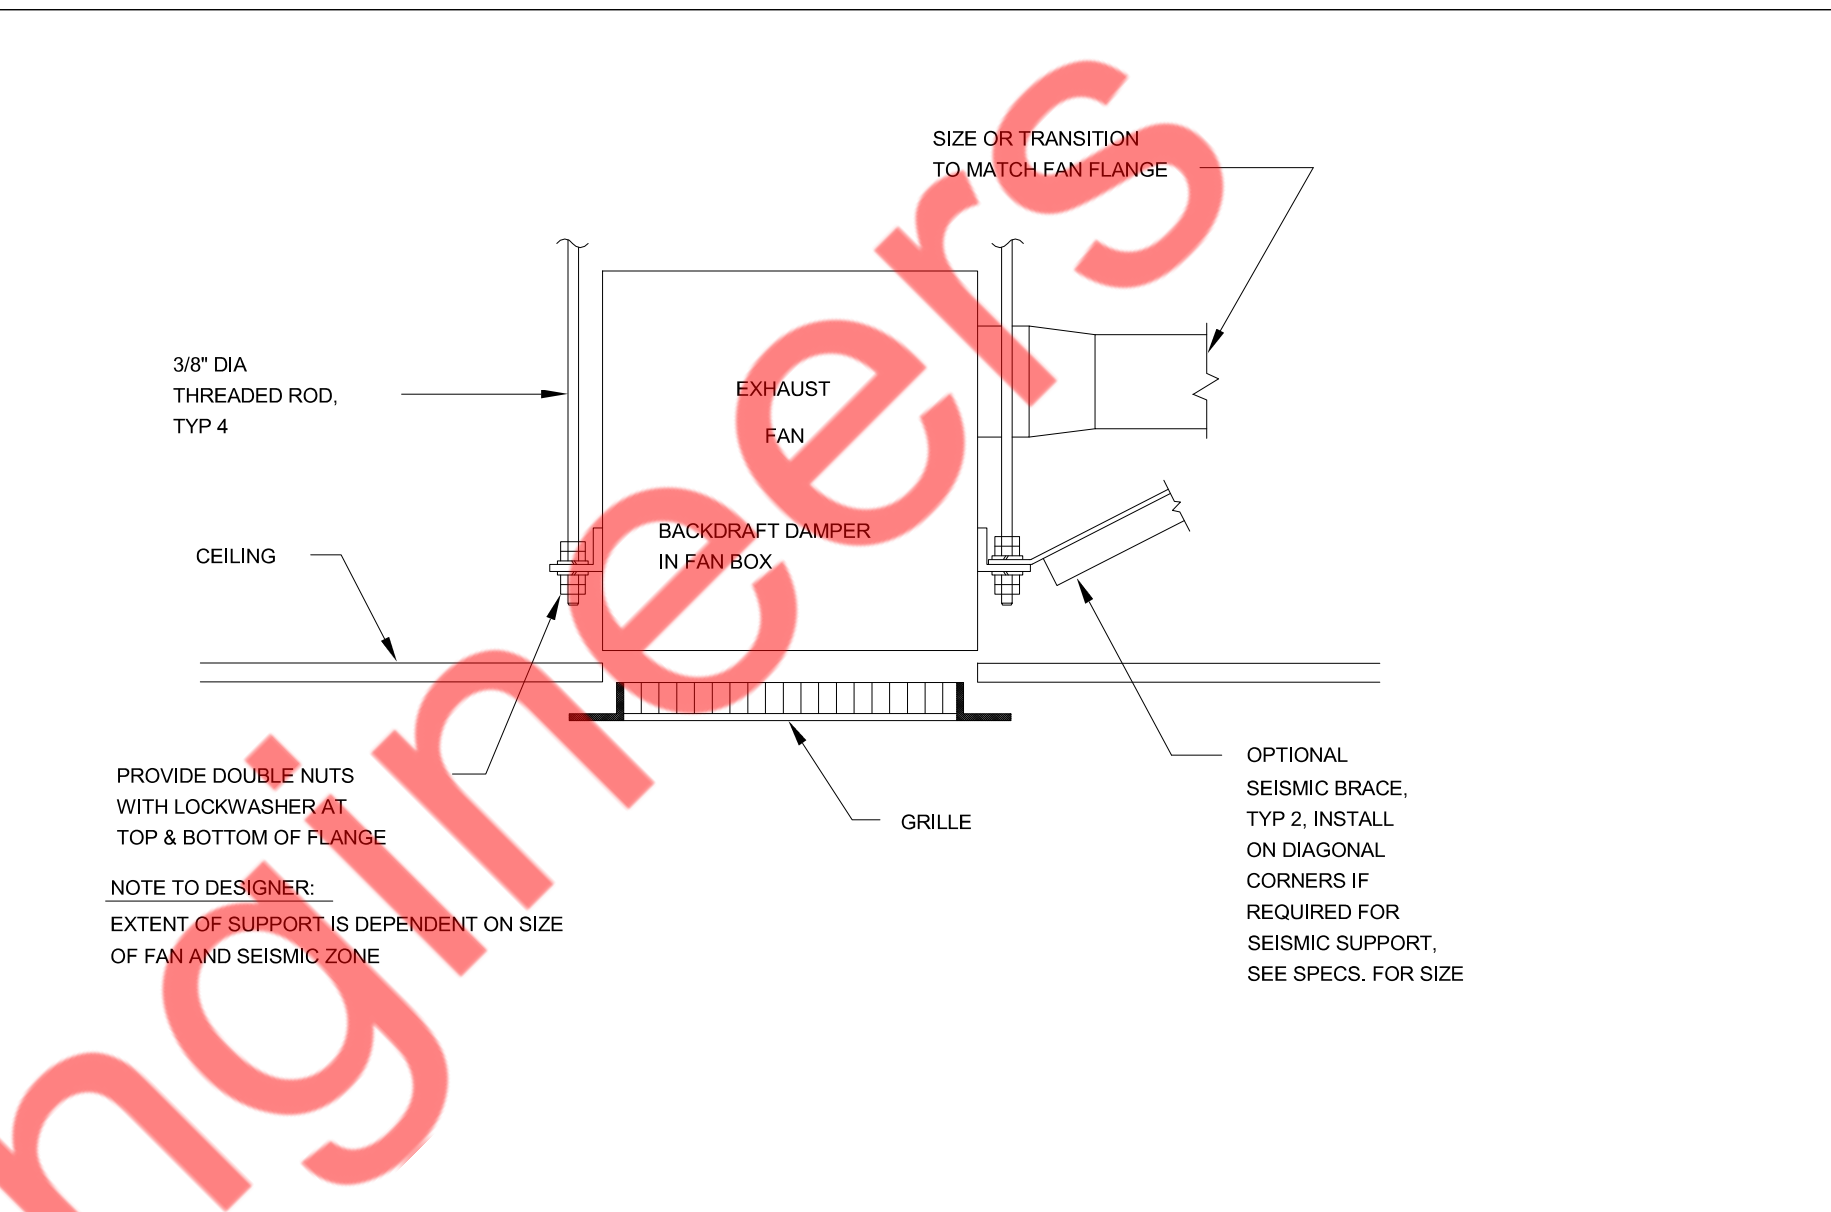 SIZE OR TRANSITION
TO MATCH FAN FLANGE
3/8" DIA
THREADED ROD,
TYP 4
EXHAUST
FAN
BACKDRAFT DAMPER
IN FAN BOX
CEILING
PROVIDE DOUBLE NUTS
WITH LOCKWASHER AT
TOP & BOTTOM OF FLANGE
GRILLE
OPTIONAL
SEISMIC BRACE,
TYP 2, INSTALL
ON DIAGONAL
CORNERS IF
REQUIRED FOR
SEISMIC SUPPORT,
SEE SPECS. FOR SIZE
NOTE TO DESIGNER:
EXTENT OF SUPPORT IS DEPENDENT ON SIZE
OF FAN AND SEISMIC ZONE
ngineers